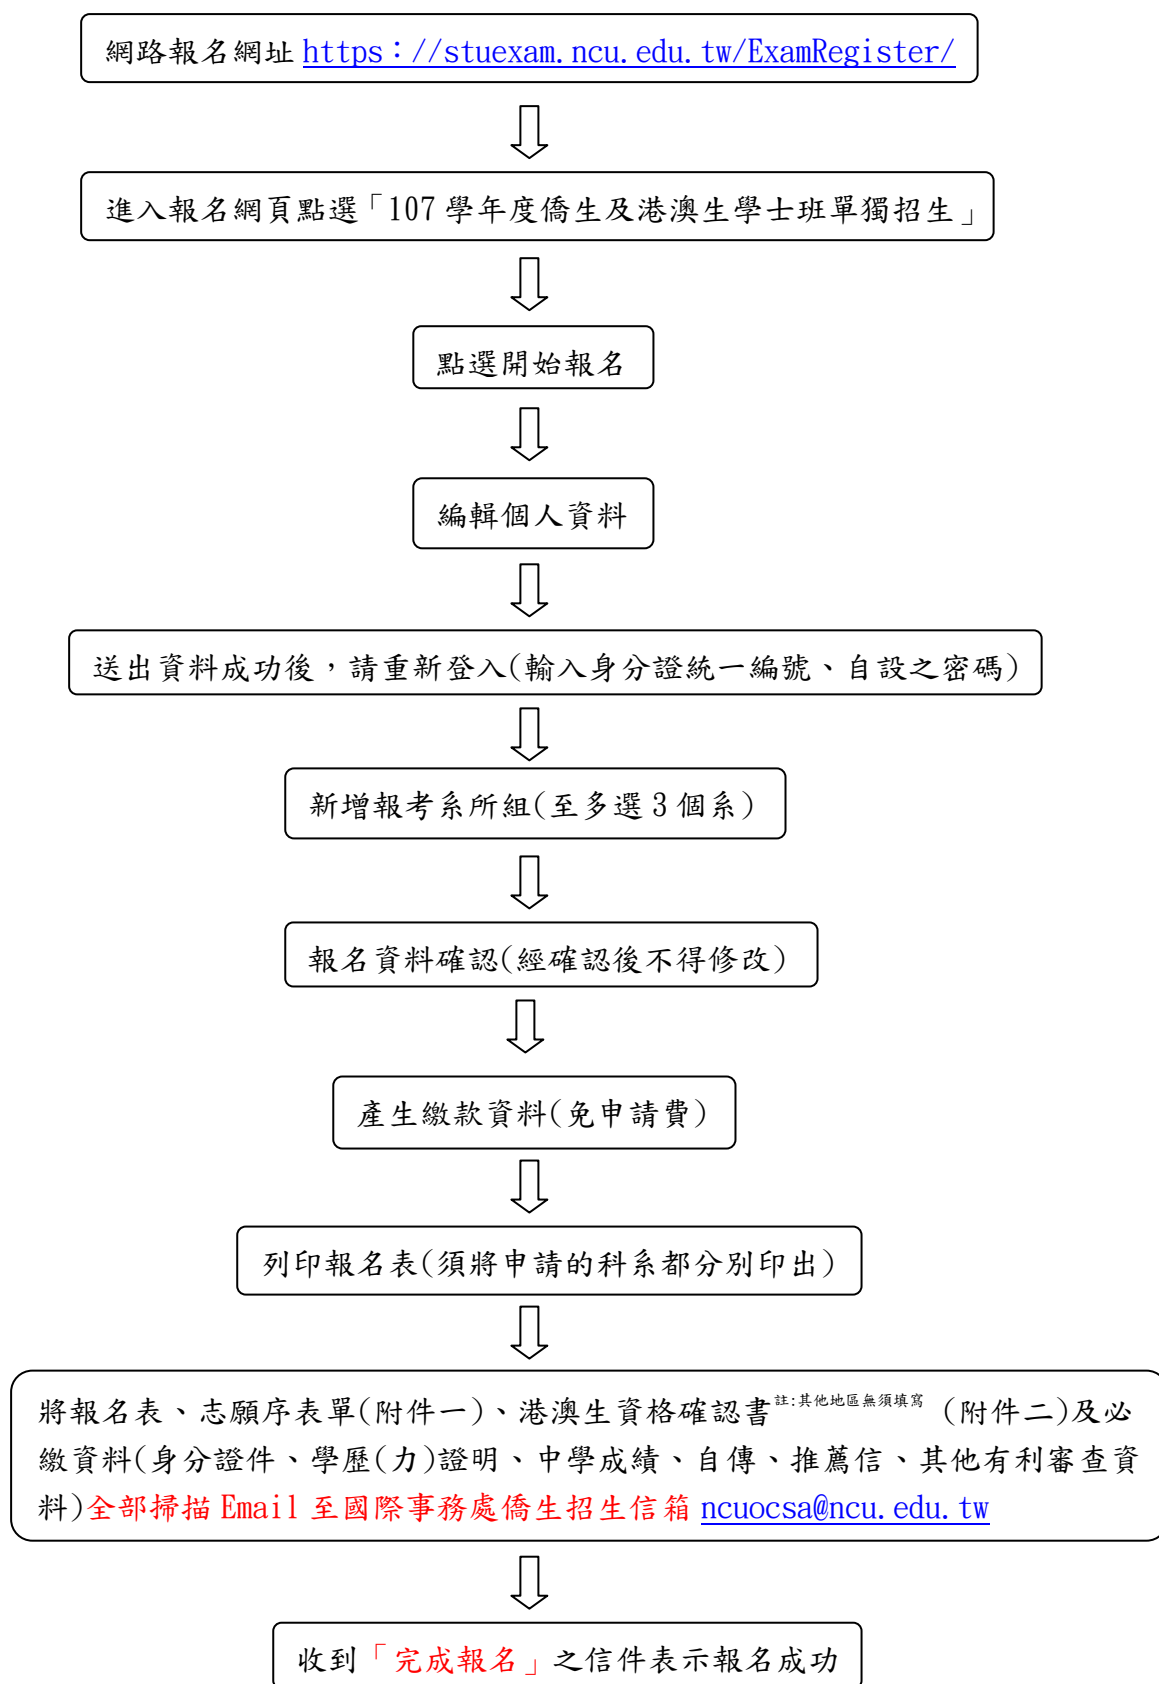 網路報名網址 https：//stuexam.ncu.edu.tw/ExamRegister/
進入報名網頁點選「107 學年度僑生及港澳生學士班單獨招生」
點選開始報名
編輯個人資料
送出資料成功後，請重新登入(輸入身分證統一編號、自設之密碼)
新增報考系所組(至多選 3 個系)
報名資料確認(經確認後不得修改)
產生繳款資料(免申請費)
列印報名表(須將申請的科系都分別印出)
將報名表、志願序表單(附件一)、港澳生資格確認書註:其他地區無須填寫 (附件二)及必
繳資料(身分證件、學歷(力)證明、中學成績、自傳、推薦信、其他有利審查資
料)全部掃描 Email 至國際事務處僑生招生信箱 ncuocsa@ncu.edu.tw
收到「完成報名」之信件表示報名成功